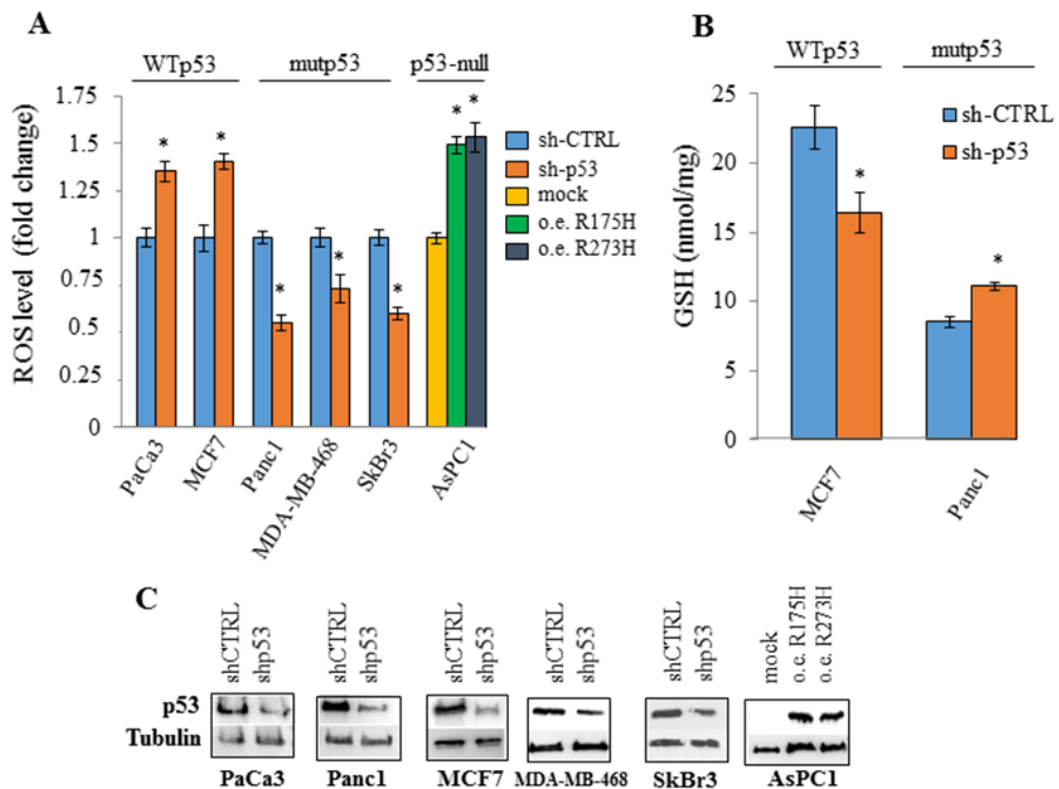 A
WTp53 mutp53 p53-null
ROS level (fold change)
1.75
1.5
1.25
1
0.75
0.5
0.25
0
* * * * * * *
sh-CTRL
sh-p53
mock
o.e. R175H
o.e. R273H
PaCa3 MCF7 Panc1 MDA-MB-468 SkBr3 AsPC1
B
WTp53 mutp53
GSH (nmol/mg)
25
20
15
10
5
0
* *
sh-CTRL
sh-p53
MCF7 Panc1
C
shCTRL shp53 shCTRL shp53 shCTRL shp53 shCTRL shp53 shCTRL shp53 mock o.e. R175H o.e. R273H
p53
Tubulin
PaCa3 Panc1 MCF7 MDA-MB-468 SkBr3 AsPC1